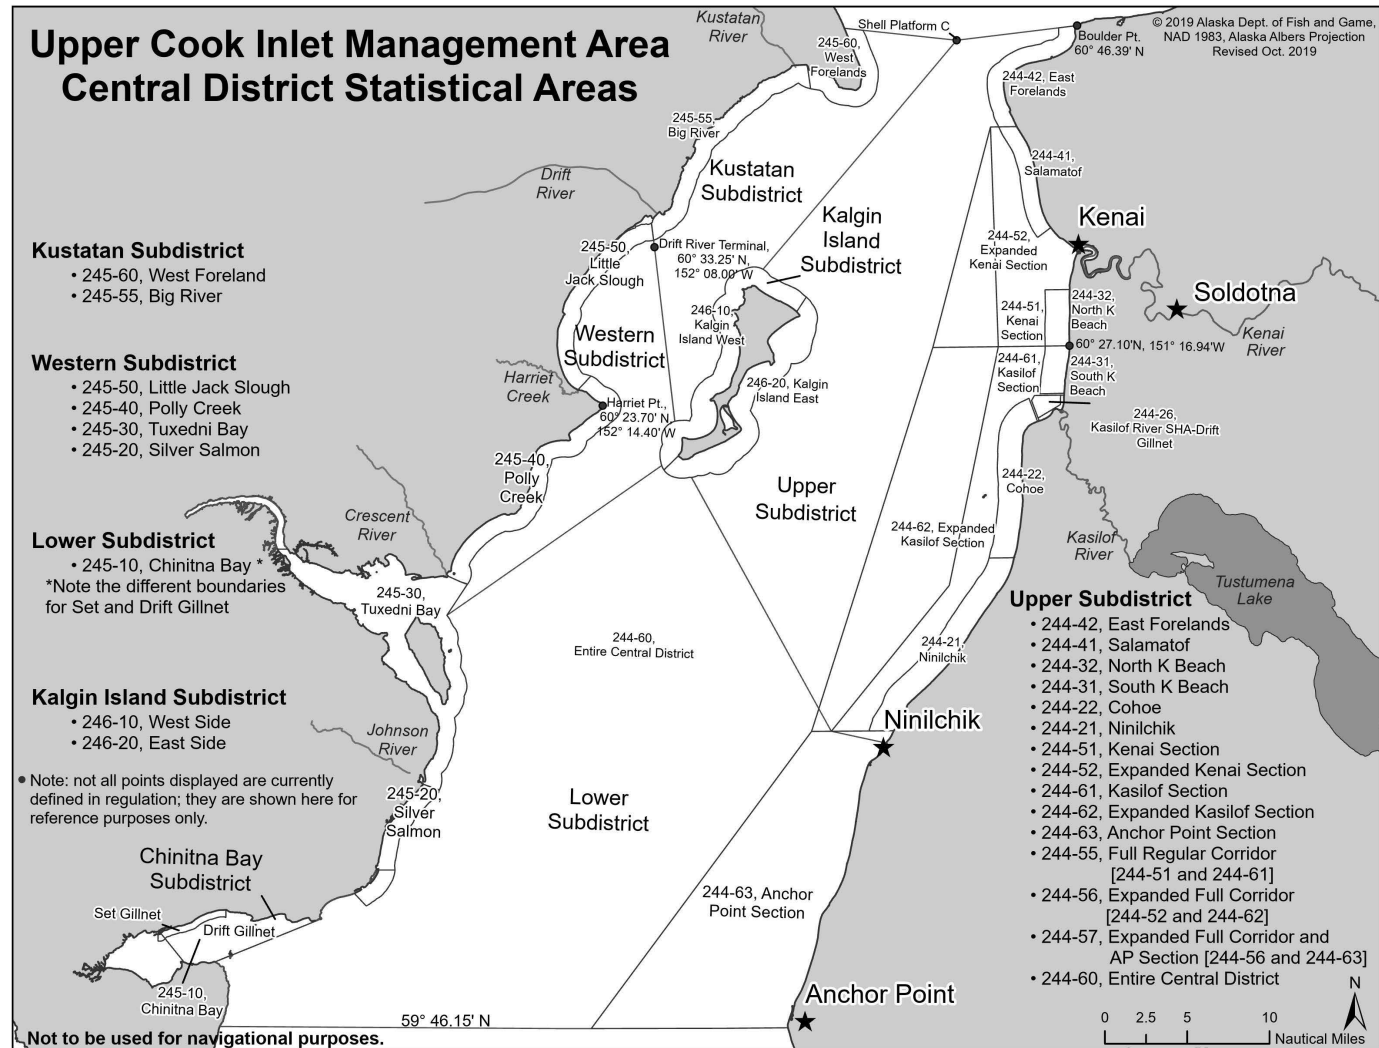 Upper Cook Inlet Management Area
Central District Statistical Areas
© 2019 Alaska Dept. of Fish and Game,
NAD 1983, Alaska Albers Projection
Revised Oct. 2019
Kustatan
River
Shell Platform C
Boulder Pt.
60° 46.39' N
245-60,
West
Forelands
244-42, East
Forelands
245-55,
Big River
244-41,
Salamatof
Kustatan
Subdistrict
Drift
River
Kalgin
Island
Subdistrict
Kenai
244-52,
Expanded
Kenai Section
245-50,
Little
Jack Slough
Drift River Terminal,
60° 33.25' N,
152° 08.00' W
Soldotna
Kenai
River
244-51,
Kenai
Section
244-32,
North K
Beach
246-10,
Kalgin
Island West
Western
Subdistrict
60° 27.10'N, 151° 16.94'W
244-61,
Kasilof
Section
244-31,
South K
Beach
Harriet
Creek
246-20, Kalgin
Island East
Harriet Pt.,
60° 23.70' N,
152° 14.40' W
244-26,
Kasilof River SHA-Drift
Gillnet
245-40,
Polly
Creek
244-22,
Cohoe
Upper
Subdistrict
Crescent
River
244-62, Expanded
Kasilof Section
Kasilof
River
Tustumena
Lake
245-30,
Tuxedni Bay
244-60,
Entire Central District
244-21,
Ninilchik
Ninilchik
Johnson
River
245-20,
Silver
Salmon
Lower
Subdistrict
Chinitna Bay
Subdistrict
244-63, Anchor
Point Section
Set Gillnet
Drift Gillnet
245-10,
Chinitna Bay
Anchor Point
59° 46.15' N
Kustatan Subdistrict
• 245-60, West Foreland
• 245-55, Big River
Western Subdistrict
• 245-50, Little Jack Slough
• 245-40, Polly Creek
• 245-30, Tuxedni Bay
• 245-20, Silver Salmon
Lower Subdistrict
• 245-10, Chinitna Bay *
*Note the different boundaries
for Set and Drift Gillnet
Kalgin Island Subdistrict
• 246-10, West Side
• 246-20, East Side
• Note: not all points displayed are currently
defined in regulation; they are shown here for
reference purposes only.
Upper Subdistrict
• 244-42, East Forelands
• 244-41, Salamatof
• 244-32, North K Beach
• 244-31, South K Beach
• 244-22, Cohoe
• 244-21, Ninilchik
• 244-51, Kenai Section
• 244-52, Expanded Kenai Section
• 244-61, Kasilof Section
• 244-62, Expanded Kasilof Section
• 244-63, Anchor Point Section
• 244-55, Full Regular Corridor
[244-51 and 244-61]
• 244-56, Expanded Full Corridor
[244-52 and 244-62]
• 244-57, Expanded Full Corridor and
AP Section [244-56 and 244-63]
• 244-60, Entire Central District
N
0 2.5 5 10
Nautical Miles
Not to be used for navigational purposes.